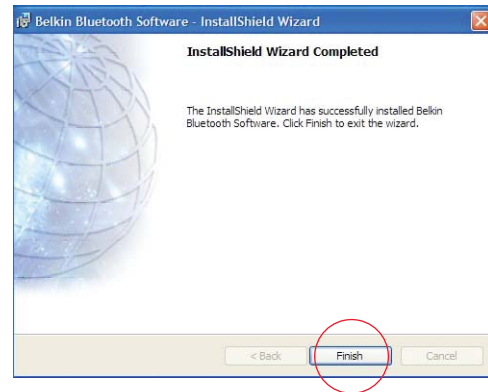 Belkin Bluetooth Software - InstallShield Wizard
InstallShield Wizard Completed
The InstallShield Wizard has successfully installed Belkin
Bluetooth Software. Click Finish to exit the wizard.
< Back Finish Cancel